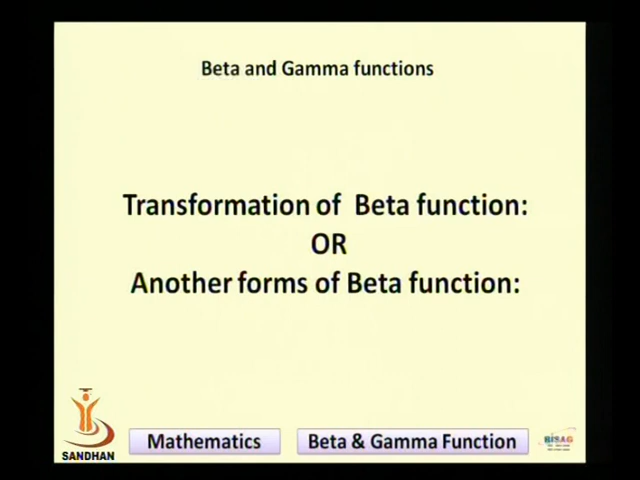 Beta and Gamma functions
Transformation of Beta function:
OR
Another forms of Beta function:
SANDHAN
Mathematics
Beta & Gamma Function
BISAG